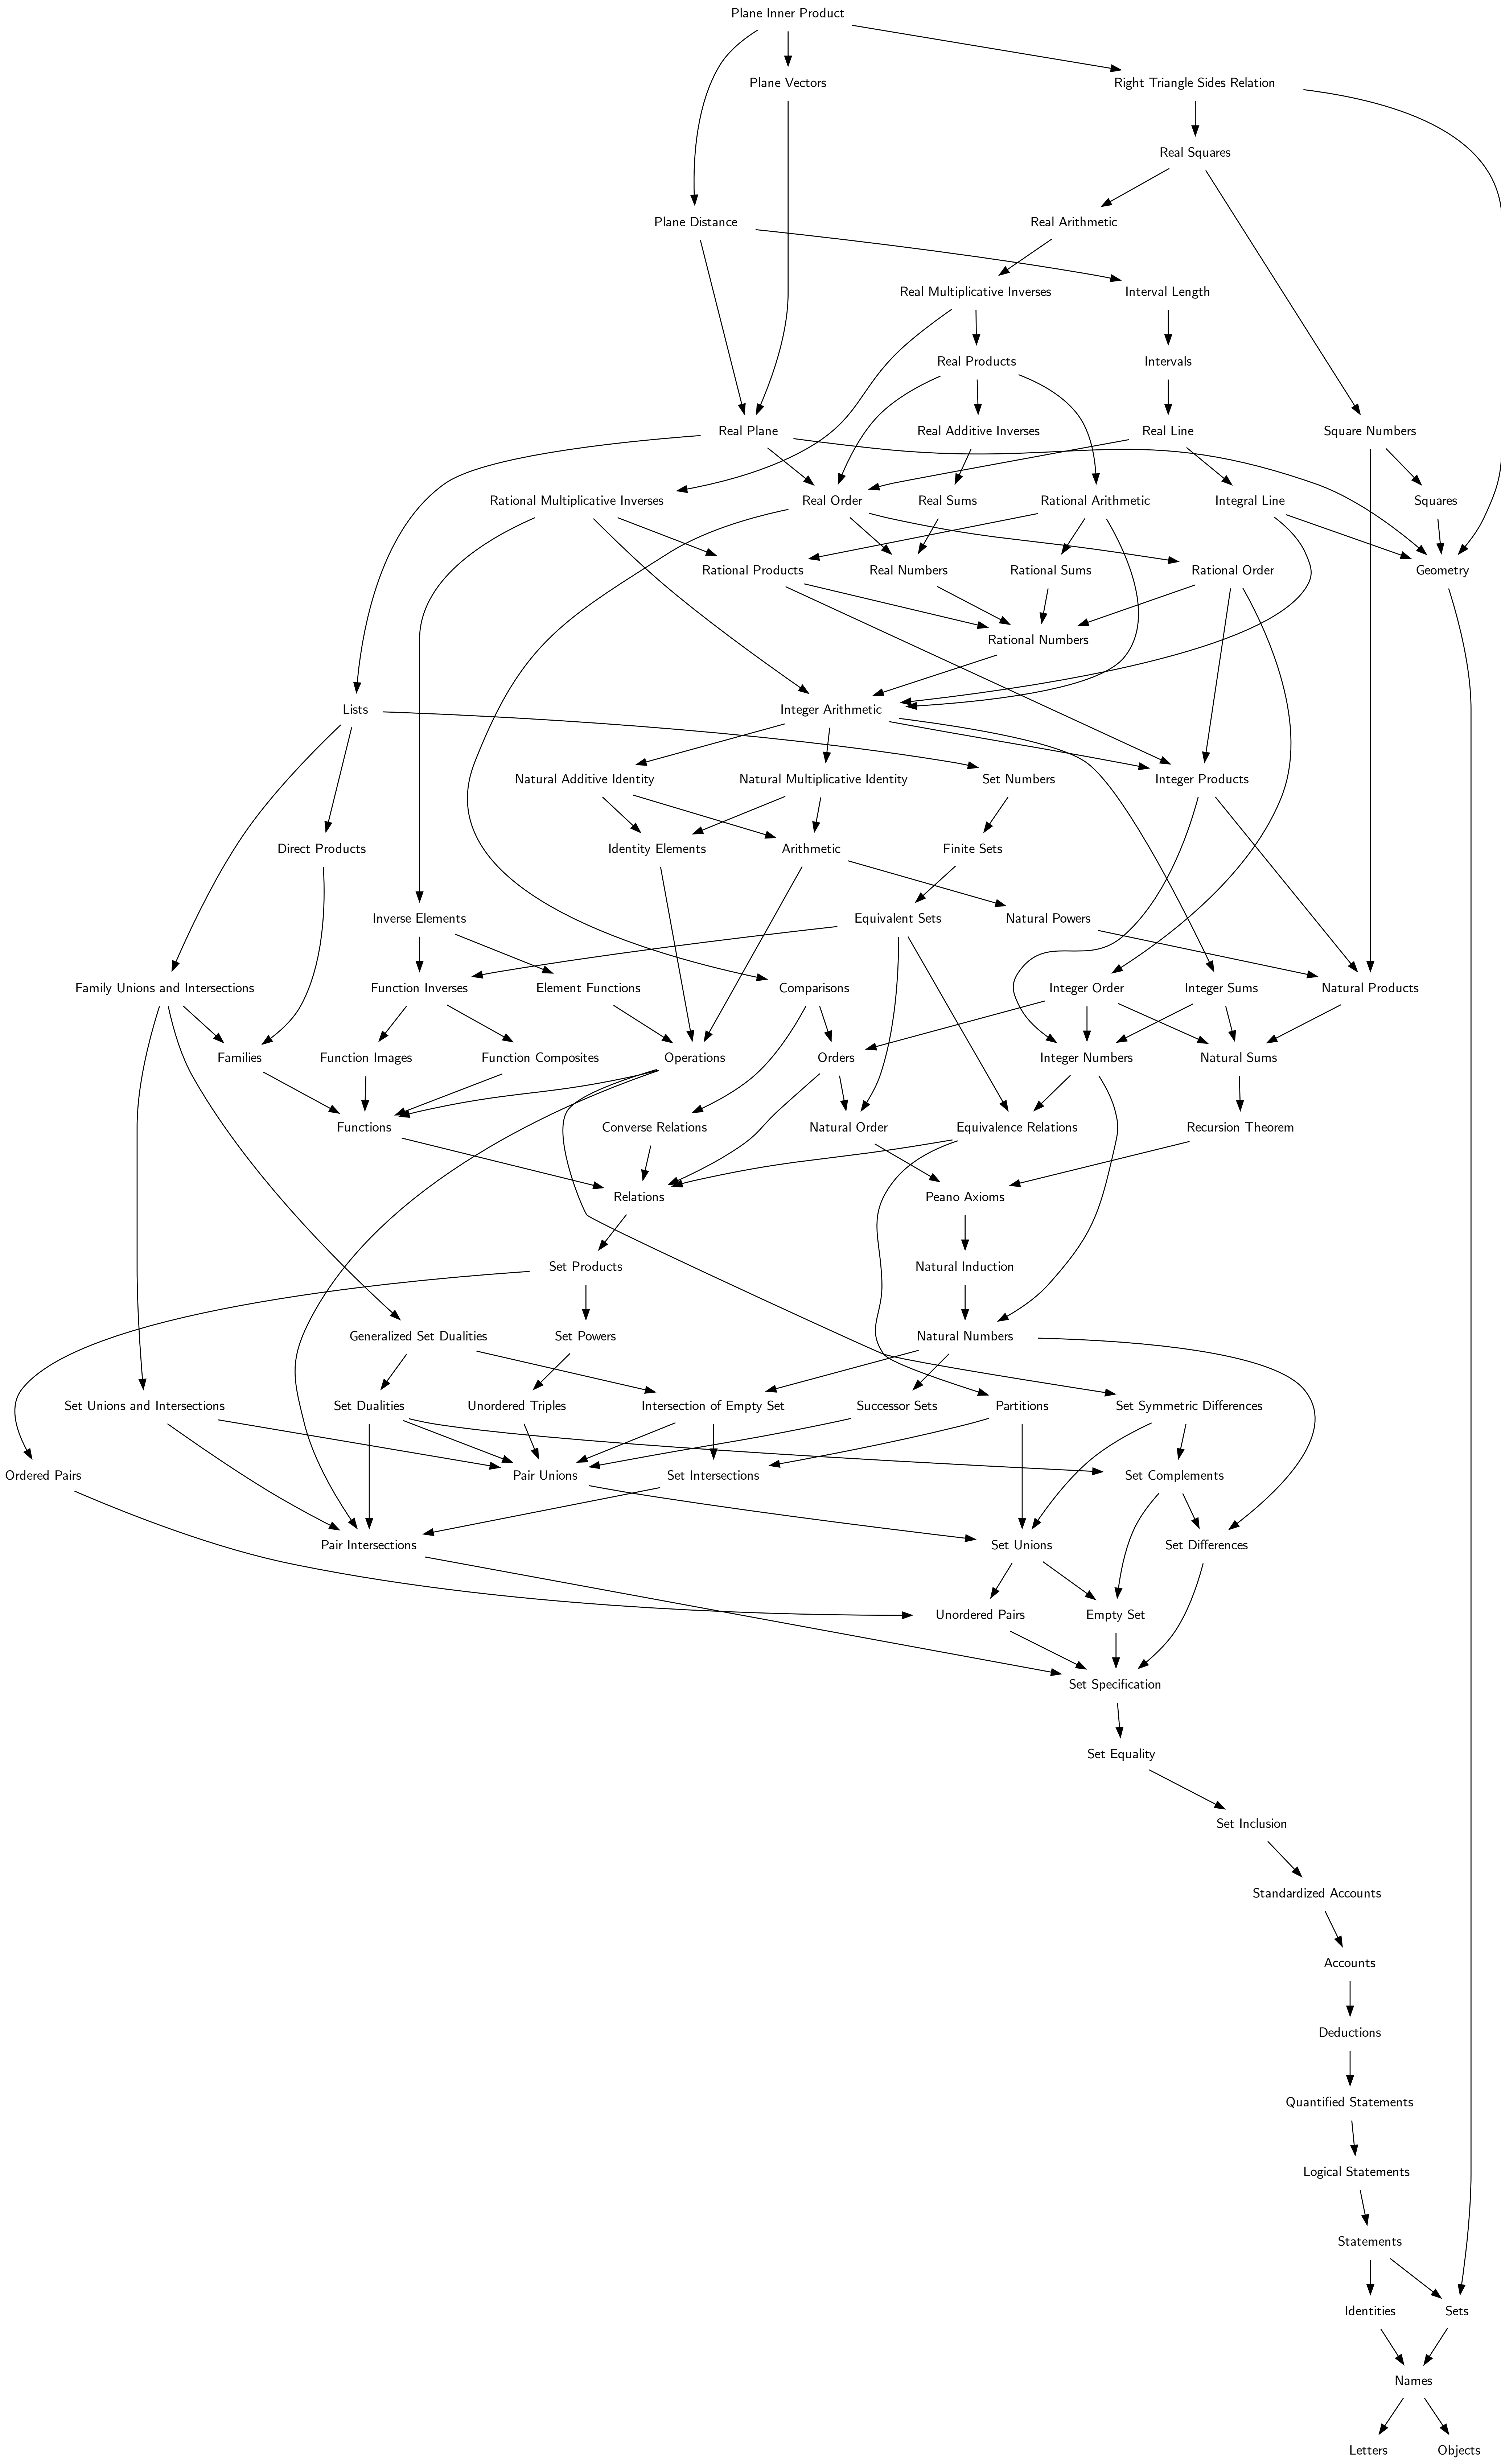 Plane Inner Product
Plane Vectors
Right Triangle Sides Relation
Real Squares
Plane Distance
Real Arithmetic
Real Multiplicative Inverses
Interval Length
Real Products
Intervals
Real Plane
Real Additive Inverses
Real Line
Square Numbers
Rational Multiplicative Inverses
Real Order
Real Sums
Rational Arithmetic
Integral Line
Squares
Rational Products
Real Numbers
Rational Sums
Rational Order
Geometry
Rational Numbers
Lists
Integer Arithmetic
Natural Additive Identity
Natural Multiplicative Identity
Set Numbers
Integer Products
Direct Products
Identity Elements
Arithmetic
Finite Sets
Inverse Elements
Equivalent Sets
Natural Powers
Family Unions and Intersections
Function Inverses
Element Functions
Comparisons
Integer Order
Integer Sums
Natural Products
Families
Function Images
Function Composites
Operations
Orders
Integer Numbers
Natural Sums
Functions
Converse Relations
Natural Order
Equivalence Relations
Recursion Theorem
Relations
Peano Axioms
Set Products
Natural Induction
Generalized Set Dualities
Set Powers
Natural Numbers
Set Unions and Intersections
Set Dualities
Unordered Triples
Intersection of Empty Set
Successor Sets
Partitions
Set Symmetric Differences
Ordered Pairs
Pair Unions
Set Intersections
Set Complements
Pair Intersections
Set Unions
Set Differences
Unordered Pairs
Empty Set
Set Specification
Set Equality
Set Inclusion
Standardized Accounts
Accounts
Deductions
Quantified Statements
Logical Statements
Statements
Identities
Sets
Names
Letters
Objects